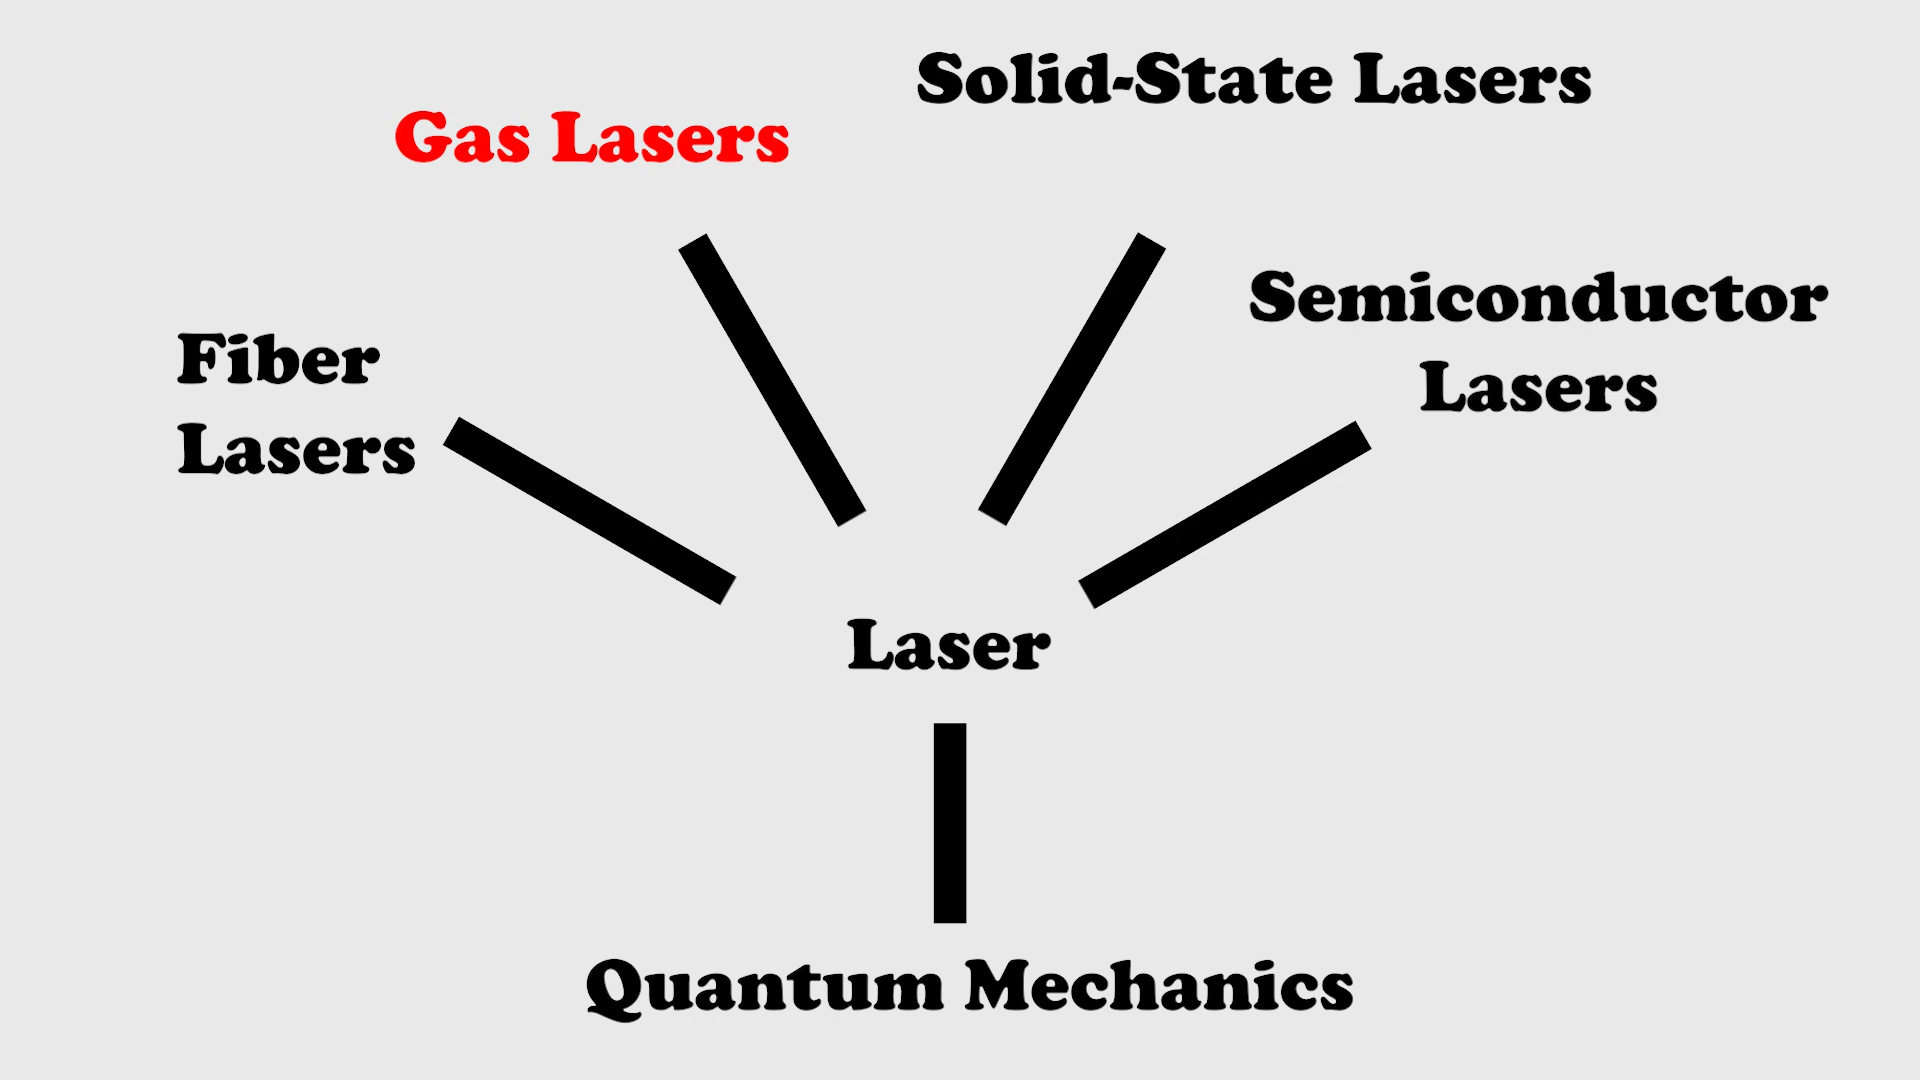 Solid-State Lasers
Gas Lasers
Semiconductor
Lasers
Fiber
Lasers
Laser
Quantum Mechanics